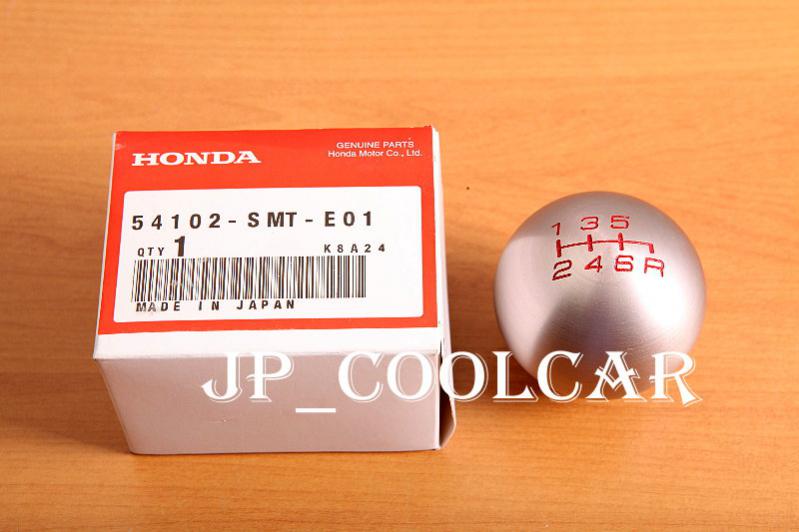 HONDA
GENUINE PARTS
Honda Motor Co., Ltd.
54102-SMT-E01
QTY 1 K8A24
MADE IN JAPAN
1 3 5
2 4 6 R
JP_COOLCAR